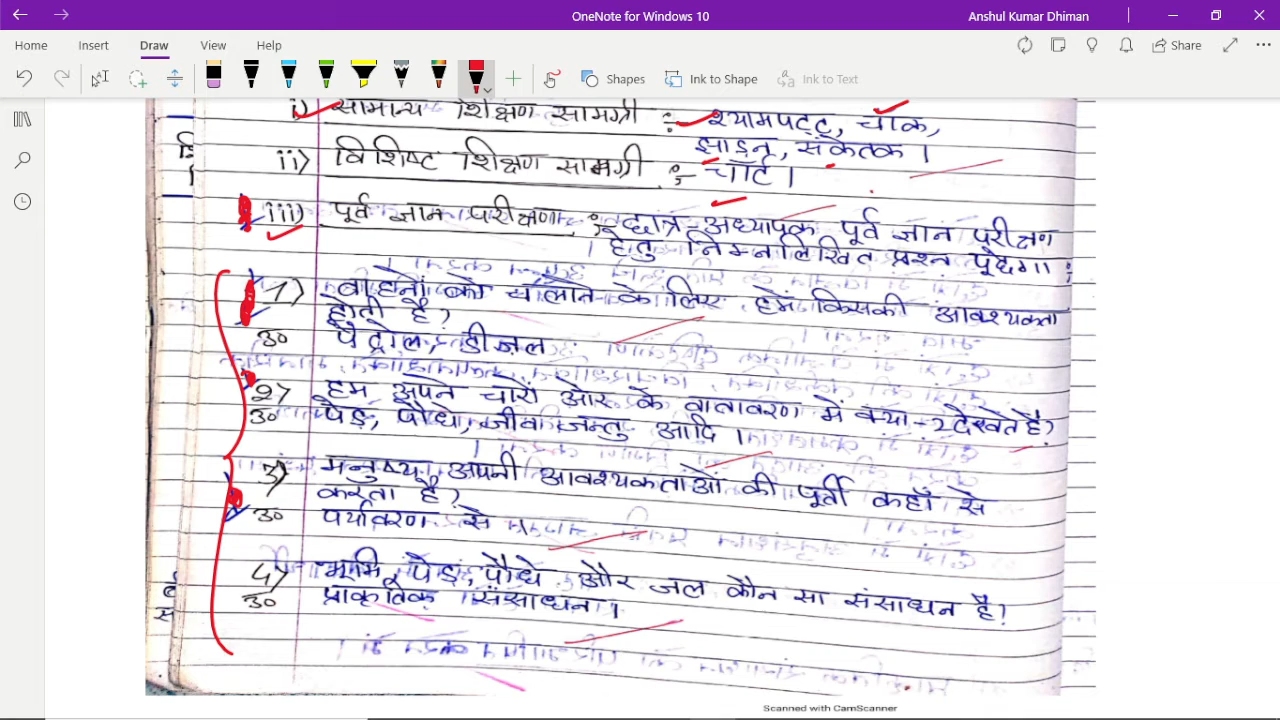 OneNote for Windows 10
Anshul Kumar Dhiman
Home Insert Draw View Help
Share
Shapes Ink to Shape Ink to Text
i) सामान्य शिक्षण सामग्री :- श्यामपट्ट, चाक,
झाड़न, संकेतक।
ii) विशिष्ट शिक्षण सामग्री :- चॉर्ट।
iii) पूर्व ज्ञान परीक्षण :- छात्र-अध्यापक पूर्व ज्ञान परीक्षण
हेतु निम्नलिखित प्रश्न पूछेगा :
1) वाहनों को चलाने के लिए हमें किसकी आवश्यकता
होती है?
उ० पेट्रोल, डीज़ल
2) हम अपने चारों ओर के वातावरण में क्या-2 देखते है?
उ० पेड़, पौधे, जीव जन्तु आदि।
3) मनुष्य अपनी आवश्यकताओं की पूर्ती कहाँ से
करता है?
उ० पर्यावरण से
4) भूमि, पेड़, पौधे और जल कौन सा संसाधन है?
उ० प्राकृतिक संसाधन।
Scanned with CamScanner